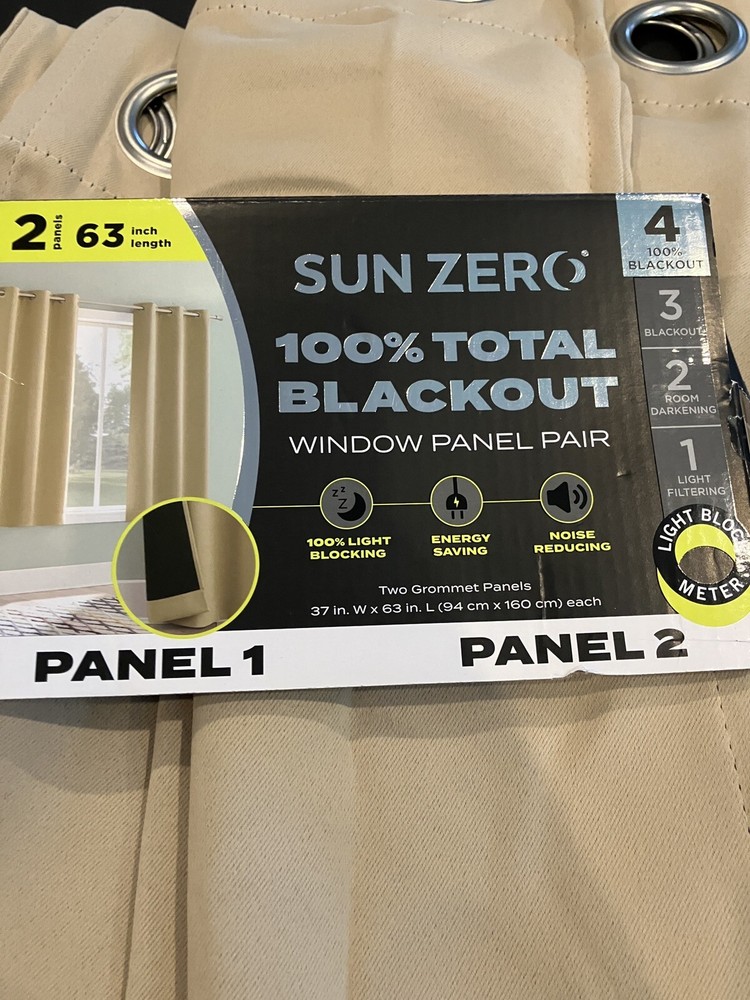 2 panels 63 inch length
SUN ZERO®
100% TOTAL
BLACKOUT
WINDOW PANEL PAIR
Z Z Z
100% LIGHT
BLOCKING
ENERGY
SAVING
NOISE
REDUCING
Two Grommet Panels
37 in. W x 63 in. L (94 cm x 160 cm) each
4
100%
BLACKOUT
3
BLACKOUT
2
ROOM
DARKENING
1
LIGHT
FILTERING
LIGHT BLOC
METER
PANEL 1
PANEL 2